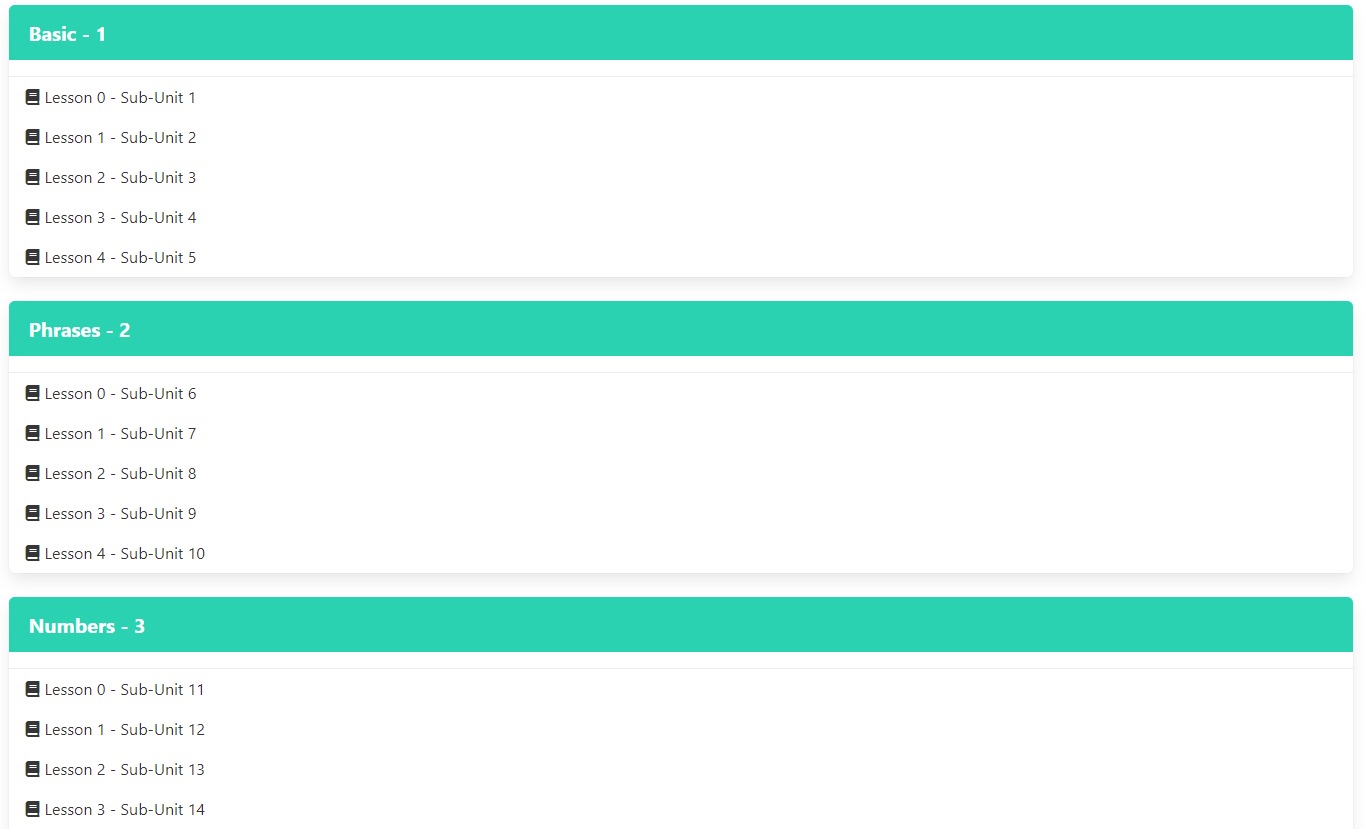 Basic - 1
Lesson 0 - Sub-Unit 1
Lesson 1 - Sub-Unit 2
Lesson 2 - Sub-Unit 3
Lesson 3 - Sub-Unit 4
Lesson 4 - Sub-Unit 5
Phrases - 2
Lesson 0 - Sub-Unit 6
Lesson 1 - Sub-Unit 7
Lesson 2 - Sub-Unit 8
Lesson 3 - Sub-Unit 9
Lesson 4 - Sub-Unit 10
Numbers - 3
Lesson 0 - Sub-Unit 11
Lesson 1 - Sub-Unit 12
Lesson 2 - Sub-Unit 13
Lesson 3 - Sub-Unit 14